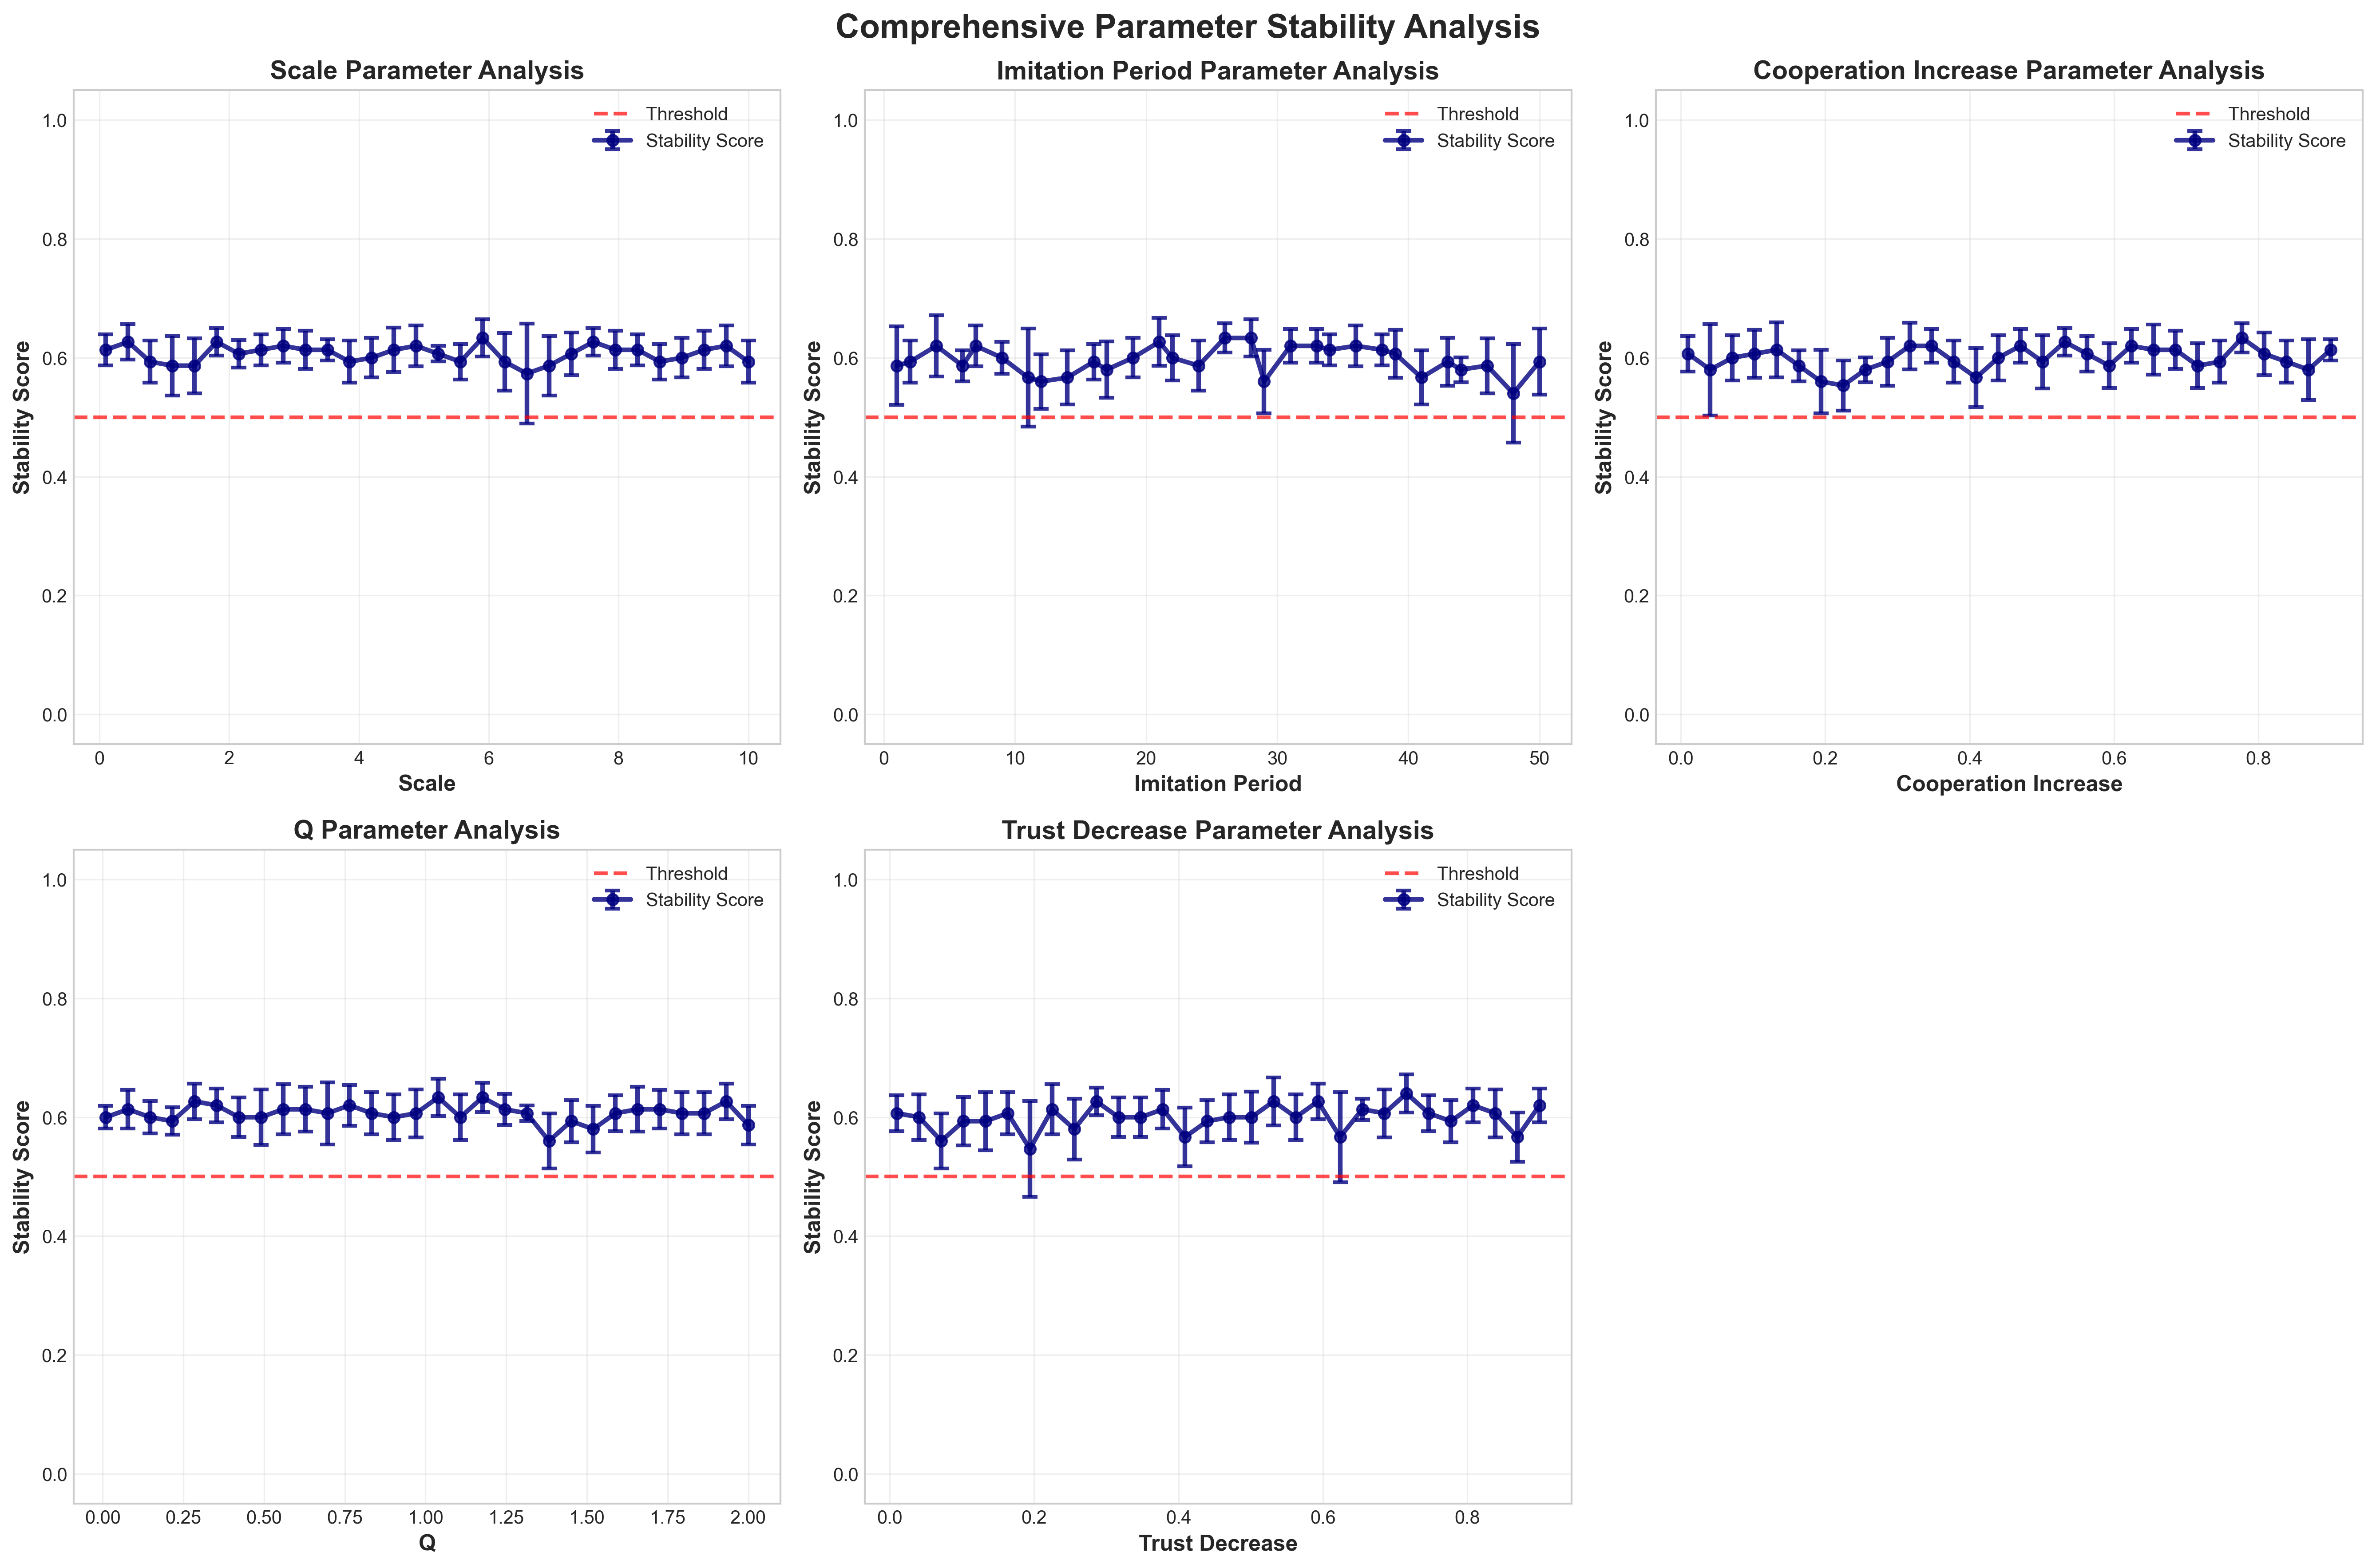 Comprehensive Parameter Stability Analysis
Scale Parameter Analysis
Threshold
Stability Score
1.0
0.8
0.6
0.4
0.2
0.0
Stability Score
0
2
4
6
8
10
Scale
Imitation Period Parameter Analysis
Threshold
Stability Score
1.0
0.8
0.6
0.4
0.2
0.0
Stability Score
0
10
20
30
40
50
Imitation Period
Cooperation Increase Parameter Analysis
Threshold
Stability Score
1.0
0.8
0.6
0.4
0.2
0.0
Stability Score
0.0
0.2
0.4
0.6
0.8
Cooperation Increase
Q Parameter Analysis
Threshold
Stability Score
1.0
0.8
0.6
0.4
0.2
0.0
Stability Score
0.00
0.25
0.50
0.75
1.00
1.25
1.50
1.75
2.00
Q
Trust Decrease Parameter Analysis
Threshold
Stability Score
1.0
0.8
0.6
0.4
0.2
0.0
Stability Score
0.0
0.2
0.4
0.6
0.8
Trust Decrease